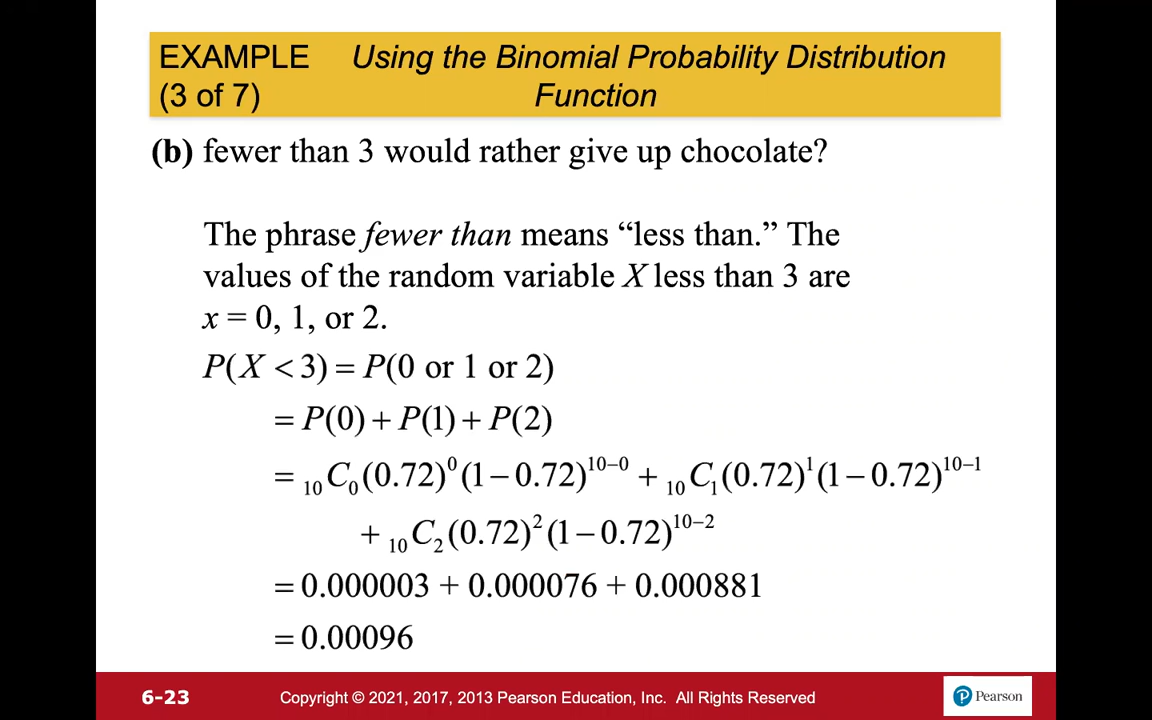 EXAMPLE Using the Binomial Probability Distribution
(3 of 7) Function
(b) fewer than 3 would rather give up chocolate?
The phrase fewer than means “less than.” The
values of the random variable X less than 3 are
x = 0, 1, or 2.
P(X < 3) = P(0 or 1 or 2)
= P(0) + P(1) + P(2)
= ₁₀C₀(0.72)⁰(1 − 0.72)¹⁰⁻⁰ + ₁₀C₁(0.72)¹(1 − 0.72)¹⁰⁻¹
+ ₁₀C₂(0.72)²(1 − 0.72)¹⁰⁻²
= 0.000003 + 0.000076 + 0.000881
= 0.00096
6-23 Copyright © 2021, 2017, 2013 Pearson Education, Inc. All Rights Reserved P Pearson